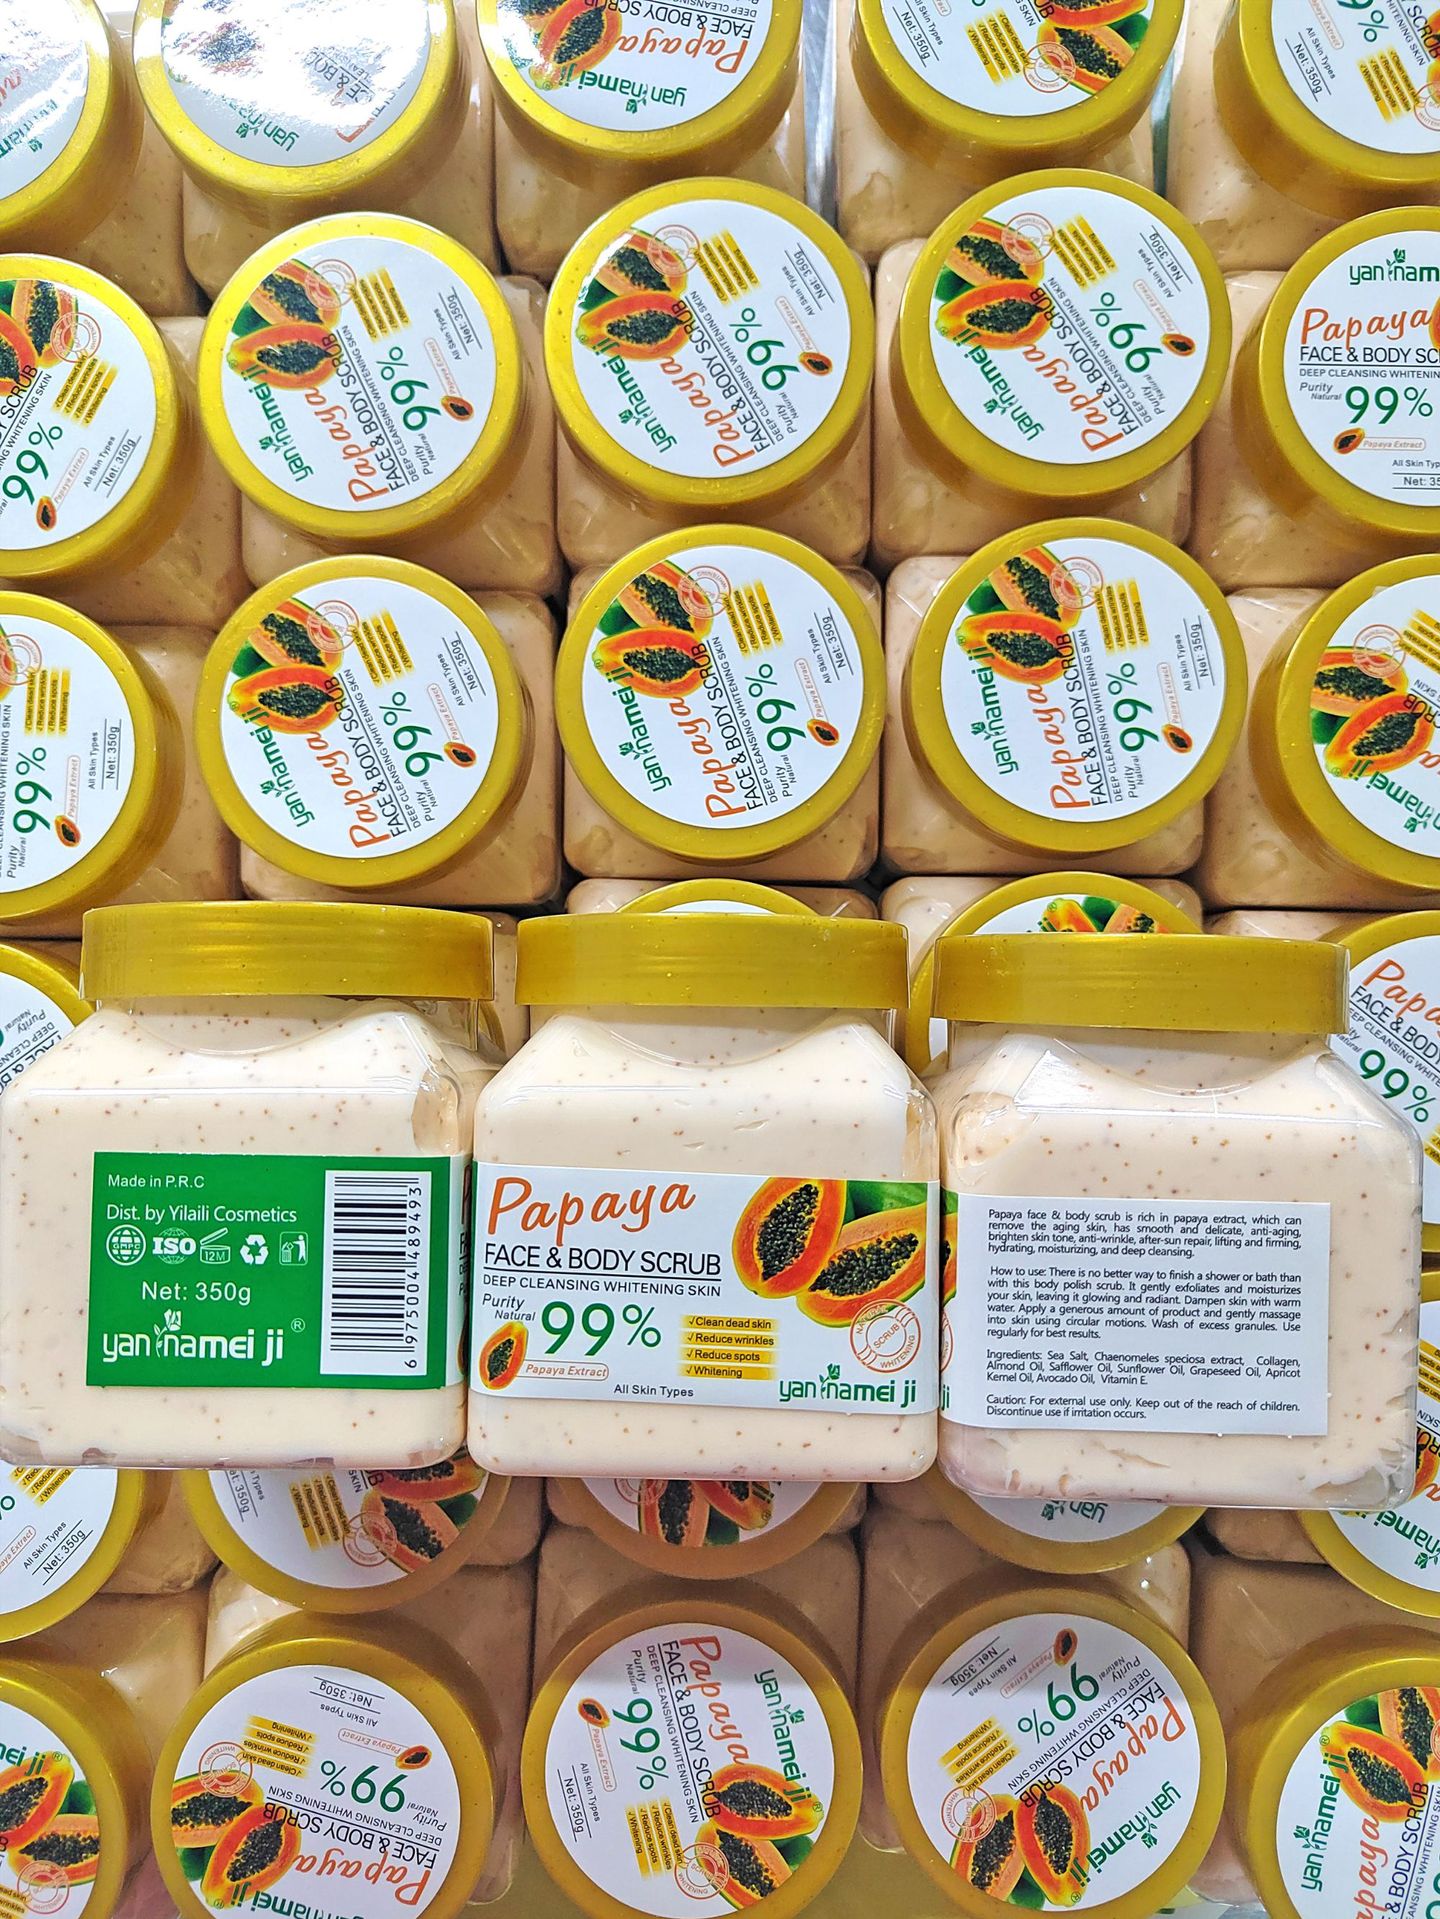 Made in P.R.C
Dist. by Yilaili Cosmetics
GMPC ISO 12M
Net: 350g
yannamei ji ®
6 975004 489493
Papaya
FACE & BODY SCRUB
DEEP CLEANSING WHITENING SKIN
Purity
Natural
99%
Papaya Extract
√Clean dead skin
√Reduce wrinkles
√Reduce spots
√Whitening
NATURAL
SCRUB
WHITENING
All Skin Types
yannamei ji
Papaya face & body scrub is rich in papaya extract, which can
remove the aging skin, has smooth and delicate, anti-aging,
brighten skin tone, anti-wrinkle, after-sun repair, lifting and firming,
hydrating, moisturizing, and deep cleansing.
How to use: There is no better way to finish a shower or bath than
with this body polish scrub. It gently exfoliates and moisturizes
your skin, leaving it glowing and radiant. Dampen skin with warm
water. Apply a generous amount of product and gently massage
into skin using circular motions. Wash of excess granules. Use
regularly for best results.
Ingredients: Sea Salt, Chaenomeles speciosa extract, Collagen,
Almond Oil, Safflower Oil, Sunflower Oil, Grapeseed Oil, Apricot
Kernel Oil, Avocado Oil, Vitamin E.
Caution: For external use only. Keep out of the reach of children.
Discontinue use if irritation occurs.